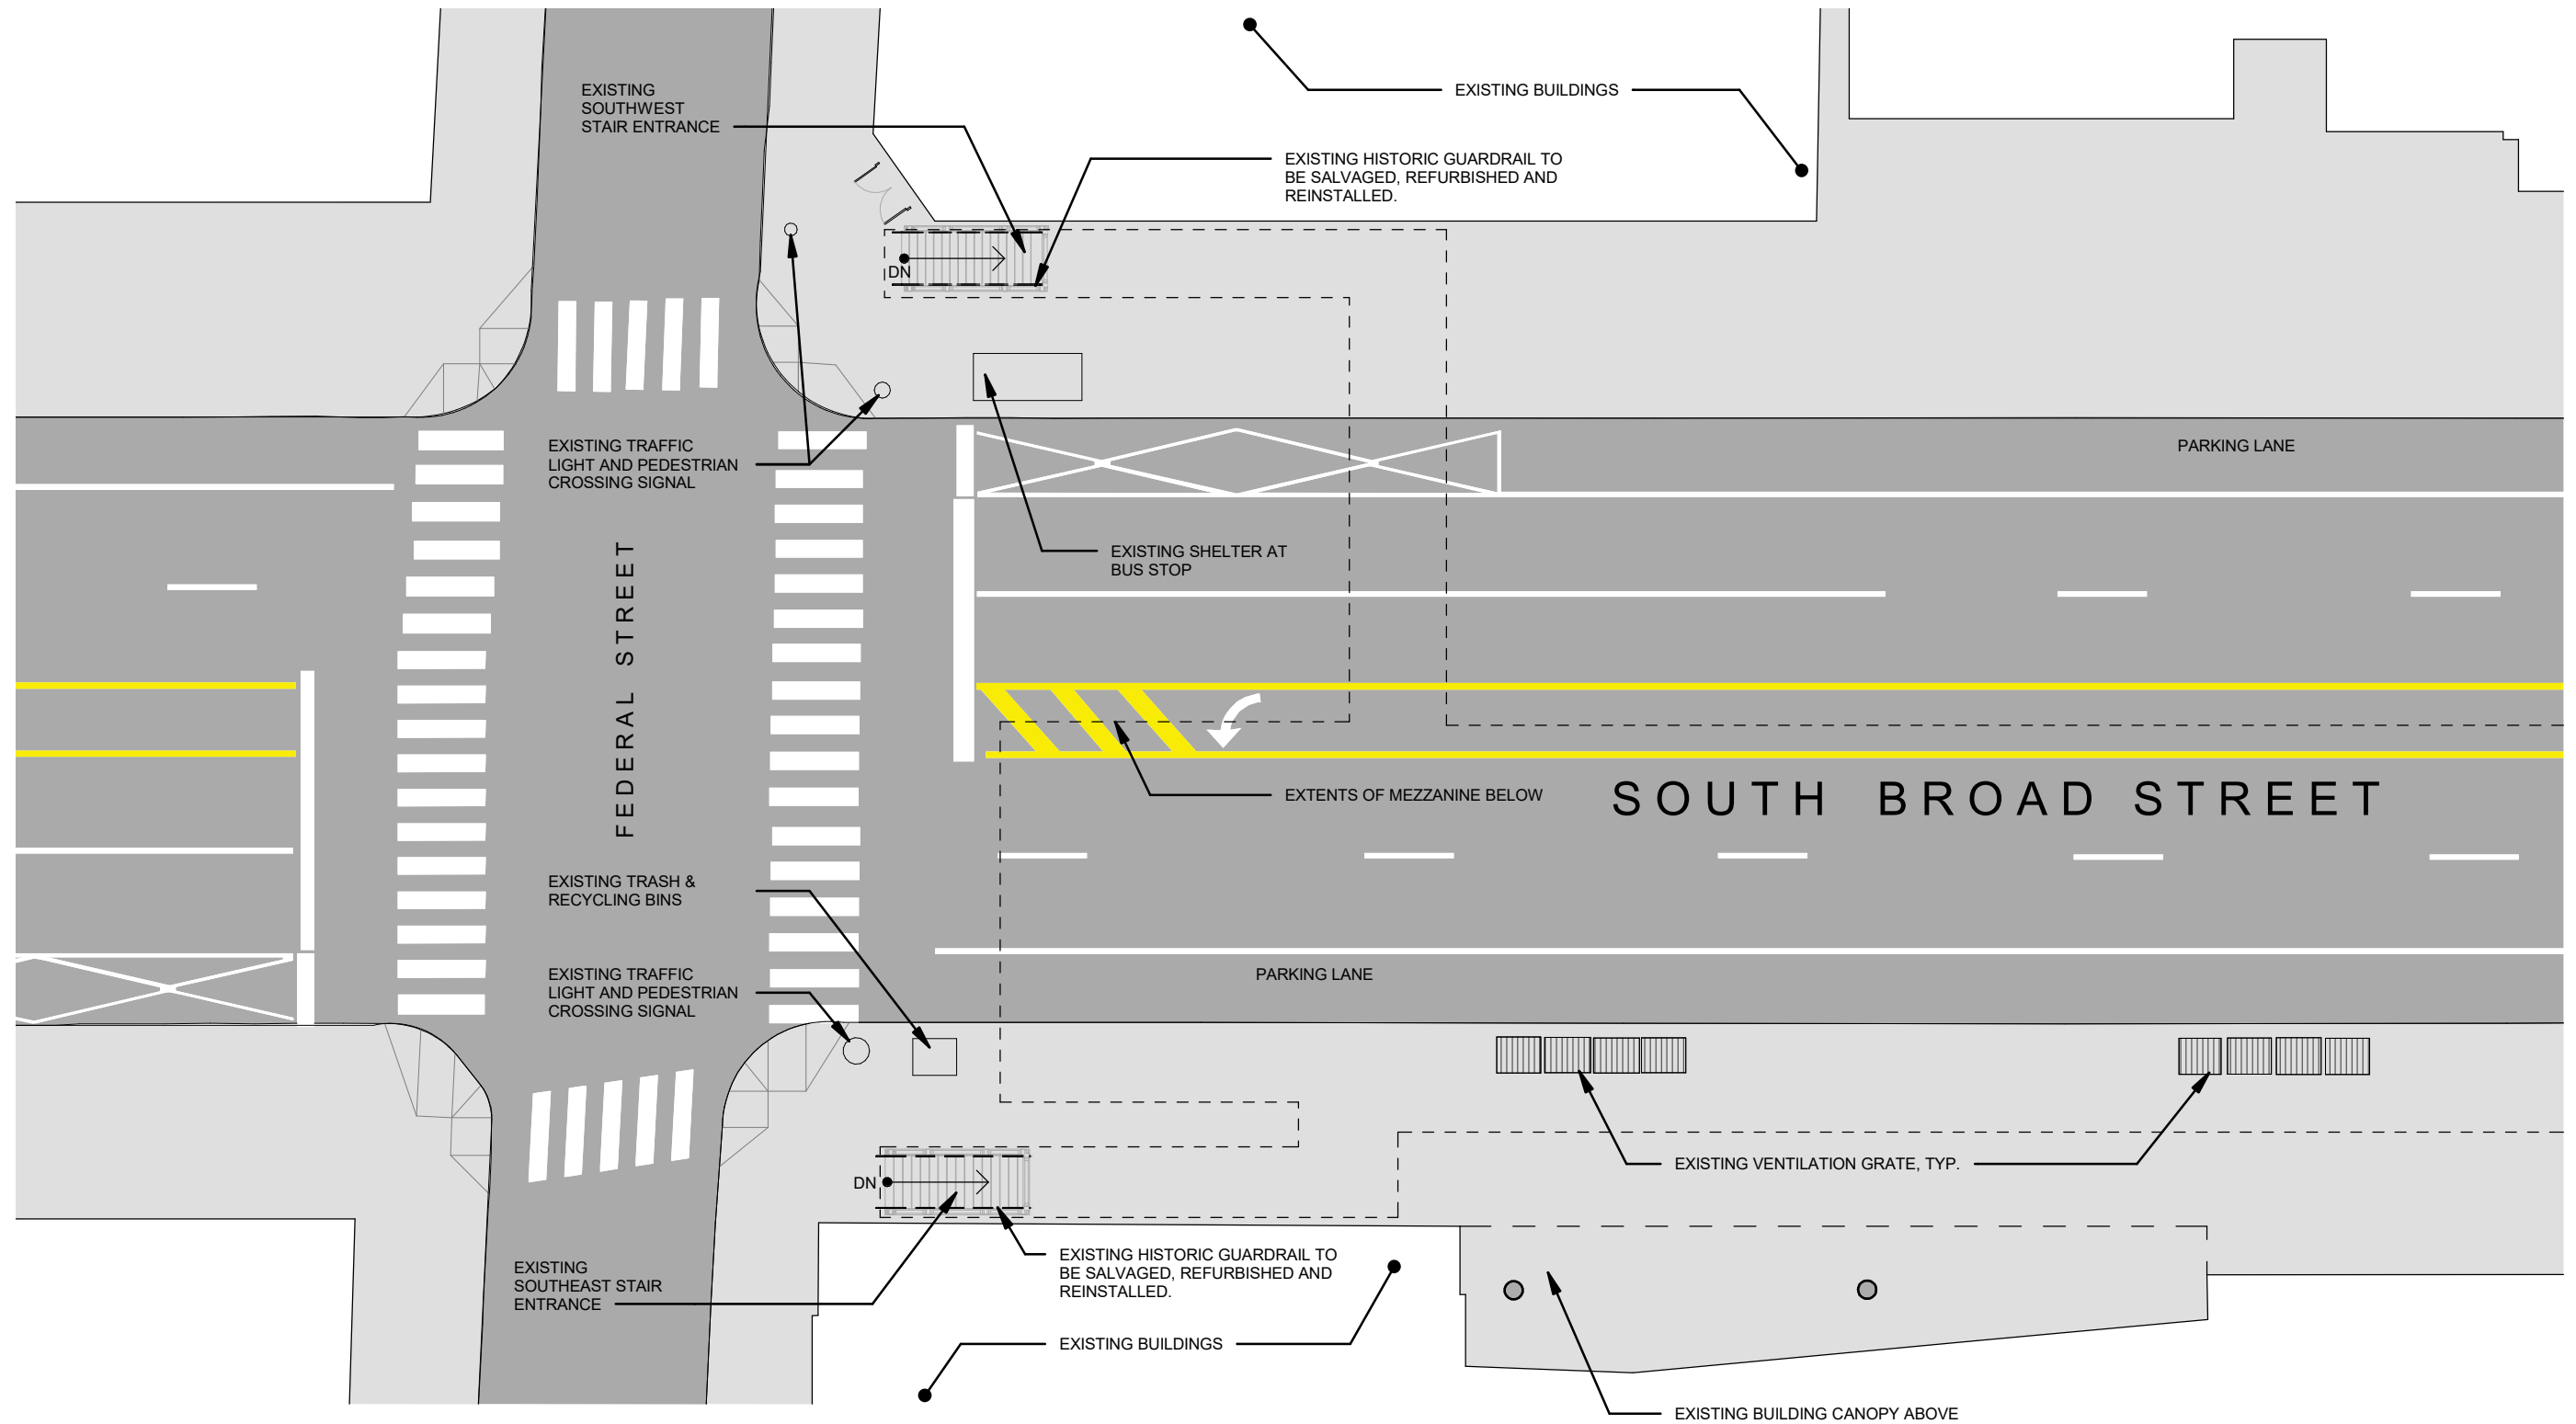 EXISTING
SOUTHWEST
STAIR ENTRANCE
EXISTING BUILDINGS
EXISTING HISTORIC GUARDRAIL TO
BE SALVAGED, REFURBISHED AND
REINSTALLED.
DN
EXISTING TRAFFIC
LIGHT AND PEDESTRIAN
CROSSING SIGNAL
PARKING LANE
EXISTING SHELTER AT
BUS STOP
FEDERAL STREET
EXTENTS OF MEZZANINE BELOW
SOUTH BROAD STREET
EXISTING TRASH &
RECYCLING BINS
EXISTING TRAFFIC
LIGHT AND PEDESTRIAN
CROSSING SIGNAL
PARKING LANE
DN
EXISTING VENTILATION GRATE, TYP.
EXISTING
SOUTHEAST STAIR
ENTRANCE
EXISTING HISTORIC GUARDRAIL TO
BE SALVAGED, REFURBISHED AND
REINSTALLED.
EXISTING BUILDINGS
EXISTING BUILDING CANOPY ABOVE